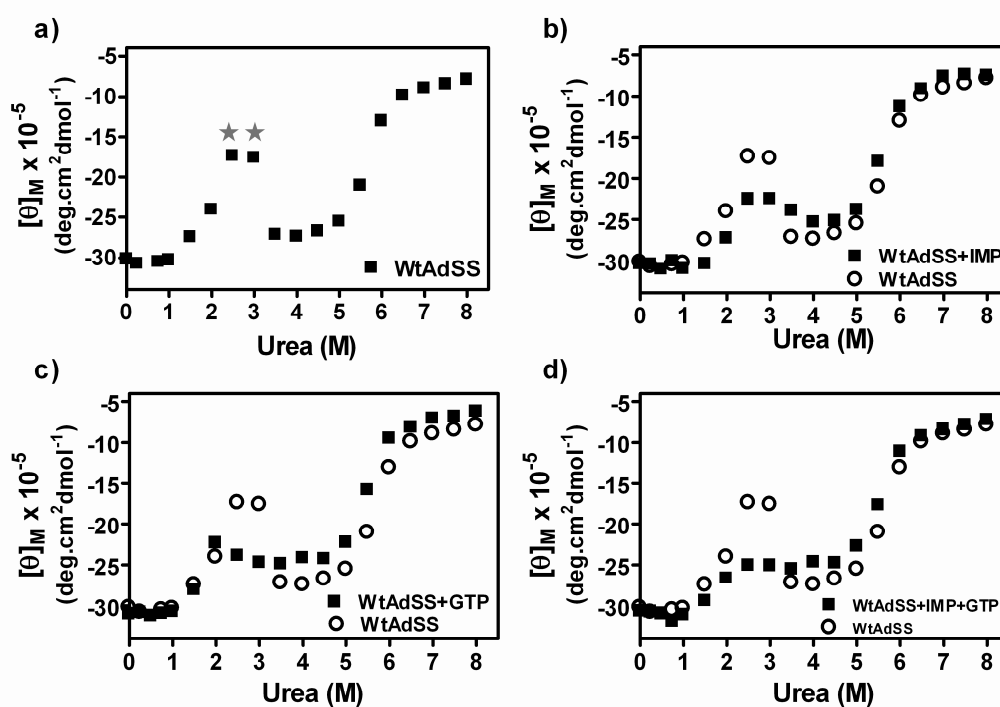 a)
[θ]M x 10-5
(deg.cm2dmol-1)
-5
-10
-15
-20
-25
-30
WtAdSS
0 1 2 3 4 5 6 7 8
Urea (M)
b)
[θ]M x 10-5
(deg.cm2dmol-1)
-5
-10
-15
-20
-25
-30
WtAdSS+IMP
WtAdSS
0 1 2 3 4 5 6 7 8
Urea (M)
c)
[θ]M x 10-5
(deg.cm2dmol-1)
-5
-10
-15
-20
-25
-30
WtAdSS+GTP
WtAdSS
0 1 2 3 4 5 6 7 8
Urea (M)
d)
[θ]M x 10-5
(deg.cm2dmol-1)
-5
-10
-15
-20
-25
-30
WtAdSS+IMP+GTP
WtAdSS
0 1 2 3 4 5 6 7 8
Urea (M)